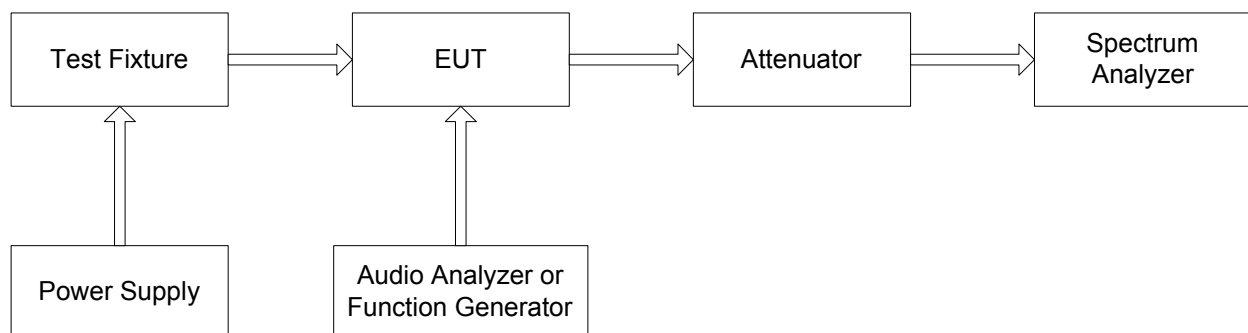 Test Fixture
EUT
Attenuator
Spectrum
Analyzer
Power Supply
Audio Analyzer or
Function Generator